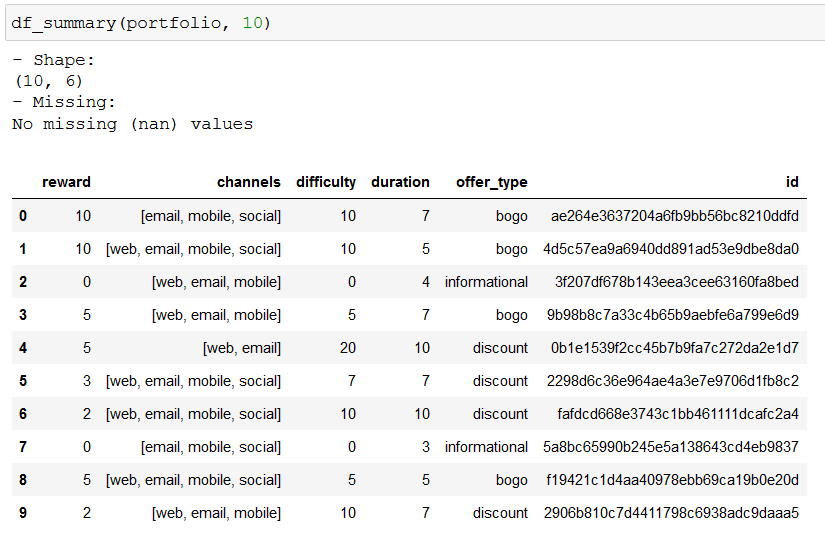 df_summary(portfolio, 10)
- Shape:
(10, 6)
- Missing:
No missing (nan) values
reward channels difficulty duration offer_type id
0 10 [email, mobile, social] 10 7 bogo ae264e3637204a6fb9bb56bc8210ddfd
1 10 [web, email, mobile, social] 10 5 bogo 4d5c57ea9a6940dd891ad53e9dbe8da0
2 0 [web, email, mobile] 0 4 informational 3f207df678b143eea3cee63160fa8bed
3 5 [web, email, mobile] 5 7 bogo 9b98b8c7a33c4b65b9aebfe6a799e6d9
4 5 [web, email] 20 10 discount 0b1e1539f2cc45b7b9fa7c272da2e1d7
5 3 [web, email, mobile, social] 7 7 discount 2298d6c36e964ae4a3e7e9706d1fb8c2
6 2 [web, email, mobile, social] 10 10 discount fafdcd668e3743c1bb461111dcafc2a4
7 0 [email, mobile, social] 0 3 informational 5a8bc65990b245e5a138643cd4eb9837
8 5 [web, email, mobile, social] 5 5 bogo f19421c1d4aa40978ebb69ca19b0e20d
9 2 [web, email, mobile] 10 7 discount 2906b810c7d4411798c6938adc9daaa5